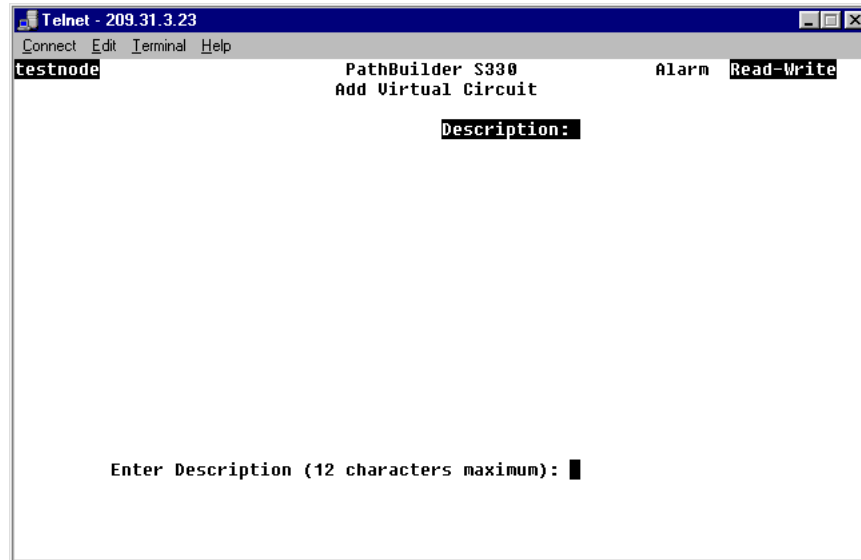 Telnet - 209.31.3.23
Connect Edit Terminal Help
testnode PathBuilder S330 Alarm Read-Write
Add Virtual Circuit
Description:
Enter Description (12 characters maximum):